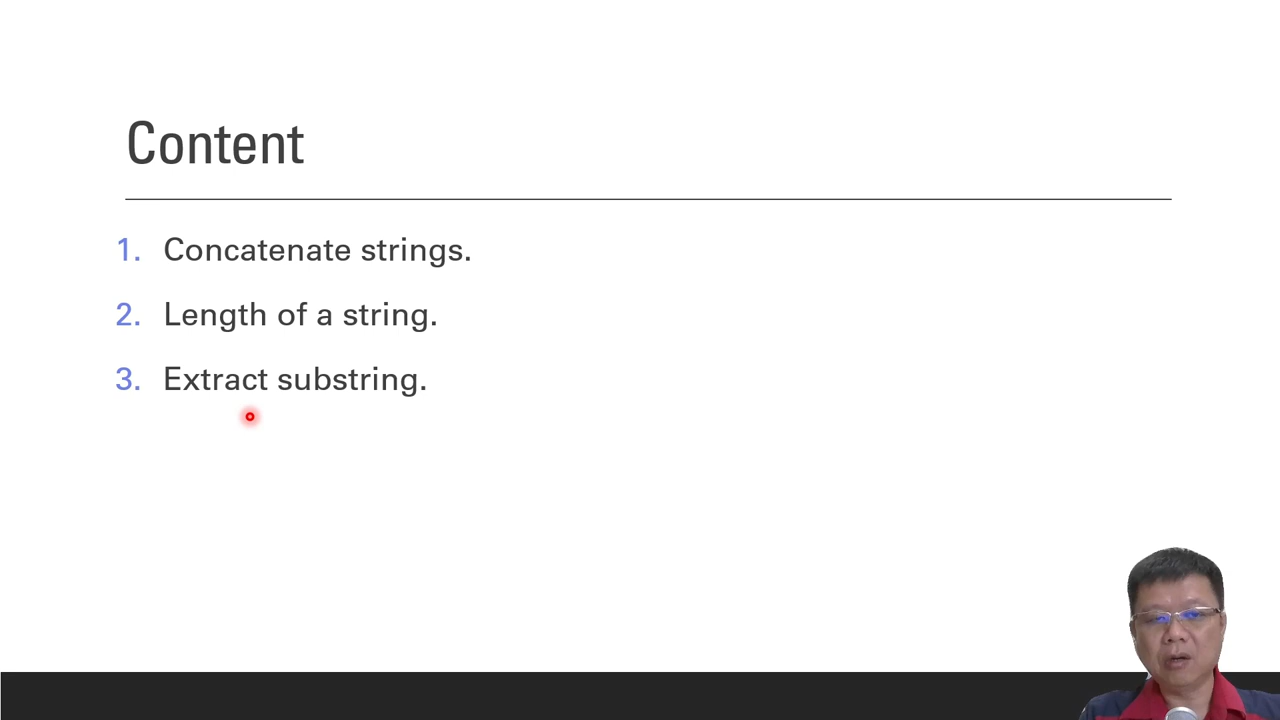 Content
1. Concatenate strings.
2. Length of a string.
3. Extract substring.